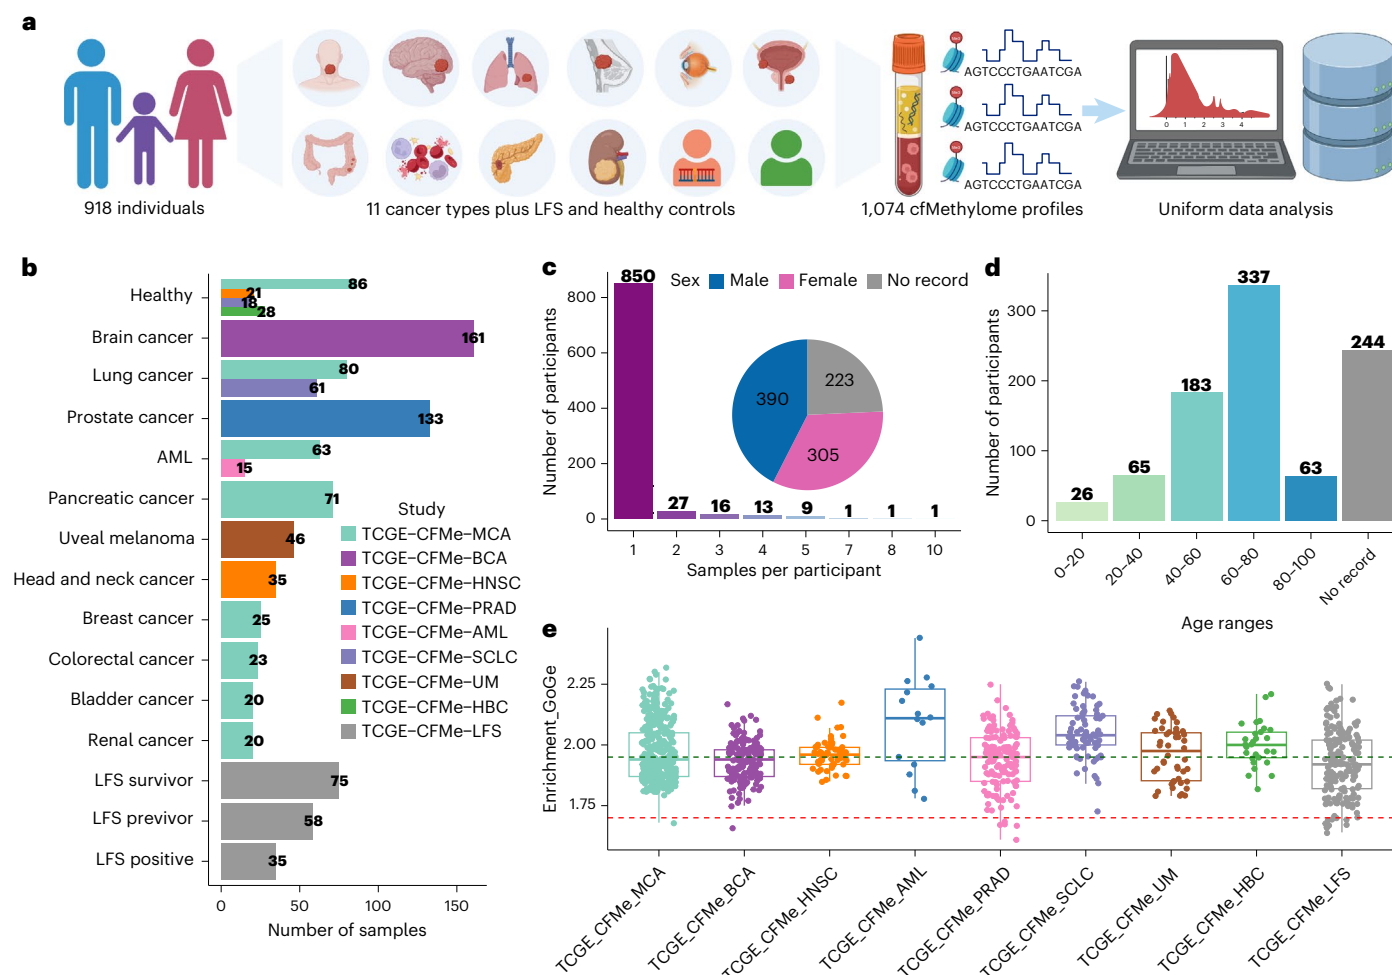 a
Med
AGTCCCTGAATCGA
Med
AGTCCCTGAATCGA
Med
AGTCCCTGAATCGA
0 1 2 3 4
918 individuals
11 cancer types plus LFS and healthy controls
1,074 cfMethylome profiles
Uniform data analysis
b
Healthy
86
21
18
28
Brain cancer
161
Lung cancer
80
61
Prostate cancer
133
AML
63
15
Pancreatic cancer
71
Uveal melanoma
46
Head and neck cancer
35
Breast cancer
25
Colorectal cancer
23
Bladder cancer
20
Renal cancer
20
LFS survivor
75
LFS previvor
58
LFS positive
35
0 50 100 150
Number of samples
Study
TCGE–CFMe–MCA
TCGE–CFMe–BCA
TCGE–CFMe–HNSC
TCGE–CFMe–PRAD
TCGE–CFMe–AML
TCGE–CFMe–SCLC
TCGE–CFMe–UM
TCGE–CFMe–HBC
TCGE–CFMe–LFS
c
Sex Male Female No record
Number of participants
800
600
400
200
0
850
27
16
13
9
1
1
1
390
223
305
1 2 3 4 5 7 8 10
Samples per participant
d
Number of participants
300
200
100
0
26
65
183
337
63
244
0–20
20–40
40–60
60–80
80–100
No record
Age ranges
e
Enrichment_GoGe
2.25
2.00
1.75
TCGE_CFMe_MCA
TCGE_CFMe_BCA
TCGE_CFMe_HNSC
TCGE_CFMe_AML
TCGE_CFMe_PRAD
TCGE_CFMe_SCLC
TCGE_CFMe_UM
TCGE_CFMe_HBC
TCGE_CFMe_LFS